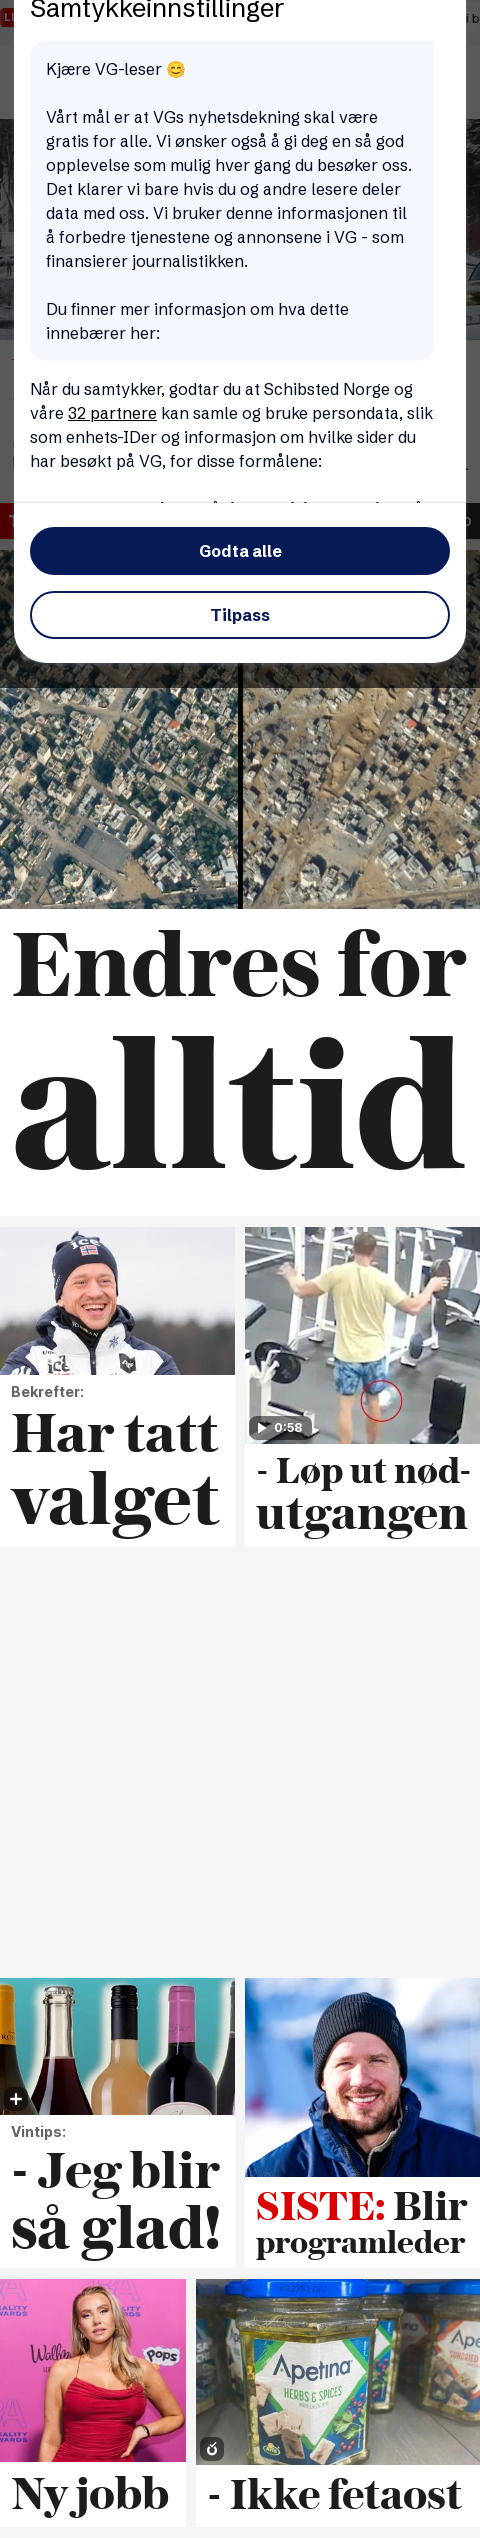 Samtykkeinnstillinger
Kjære VG-leser 😊
Vårt mål er at VGs nyhetsdekning skal være
gratis for alle. Vi ønsker også å gi deg en så god
opplevelse som mulig hver gang du besøker oss.
Det klarer vi bare hvis du og andre lesere deler
data med oss. Vi bruker denne informasjonen til
å forbedre tjenestene og annonsene i VG - som
finansierer journalistikken.
Du finner mer informasjon om hva dette
innebærer her:
Når du samtykker, godtar du at Schibsted Norge og
våre 32 partnere kan samle og bruke persondata, slik
som enhets-IDer og informasjon om hvilke sider du
har besøkt på VG, for disse formålene:
Godta alle
Tilpass
Endres for
alltid
Bekrefter:
Har tatt
valget
0:58
- Løp ut nød-
utgangen
Vintips:
- Jeg blir
så glad!
SISTE: Blir
programleder
Ny jobb
Apetina
HERBS & SPICES
- Ikke fetaost